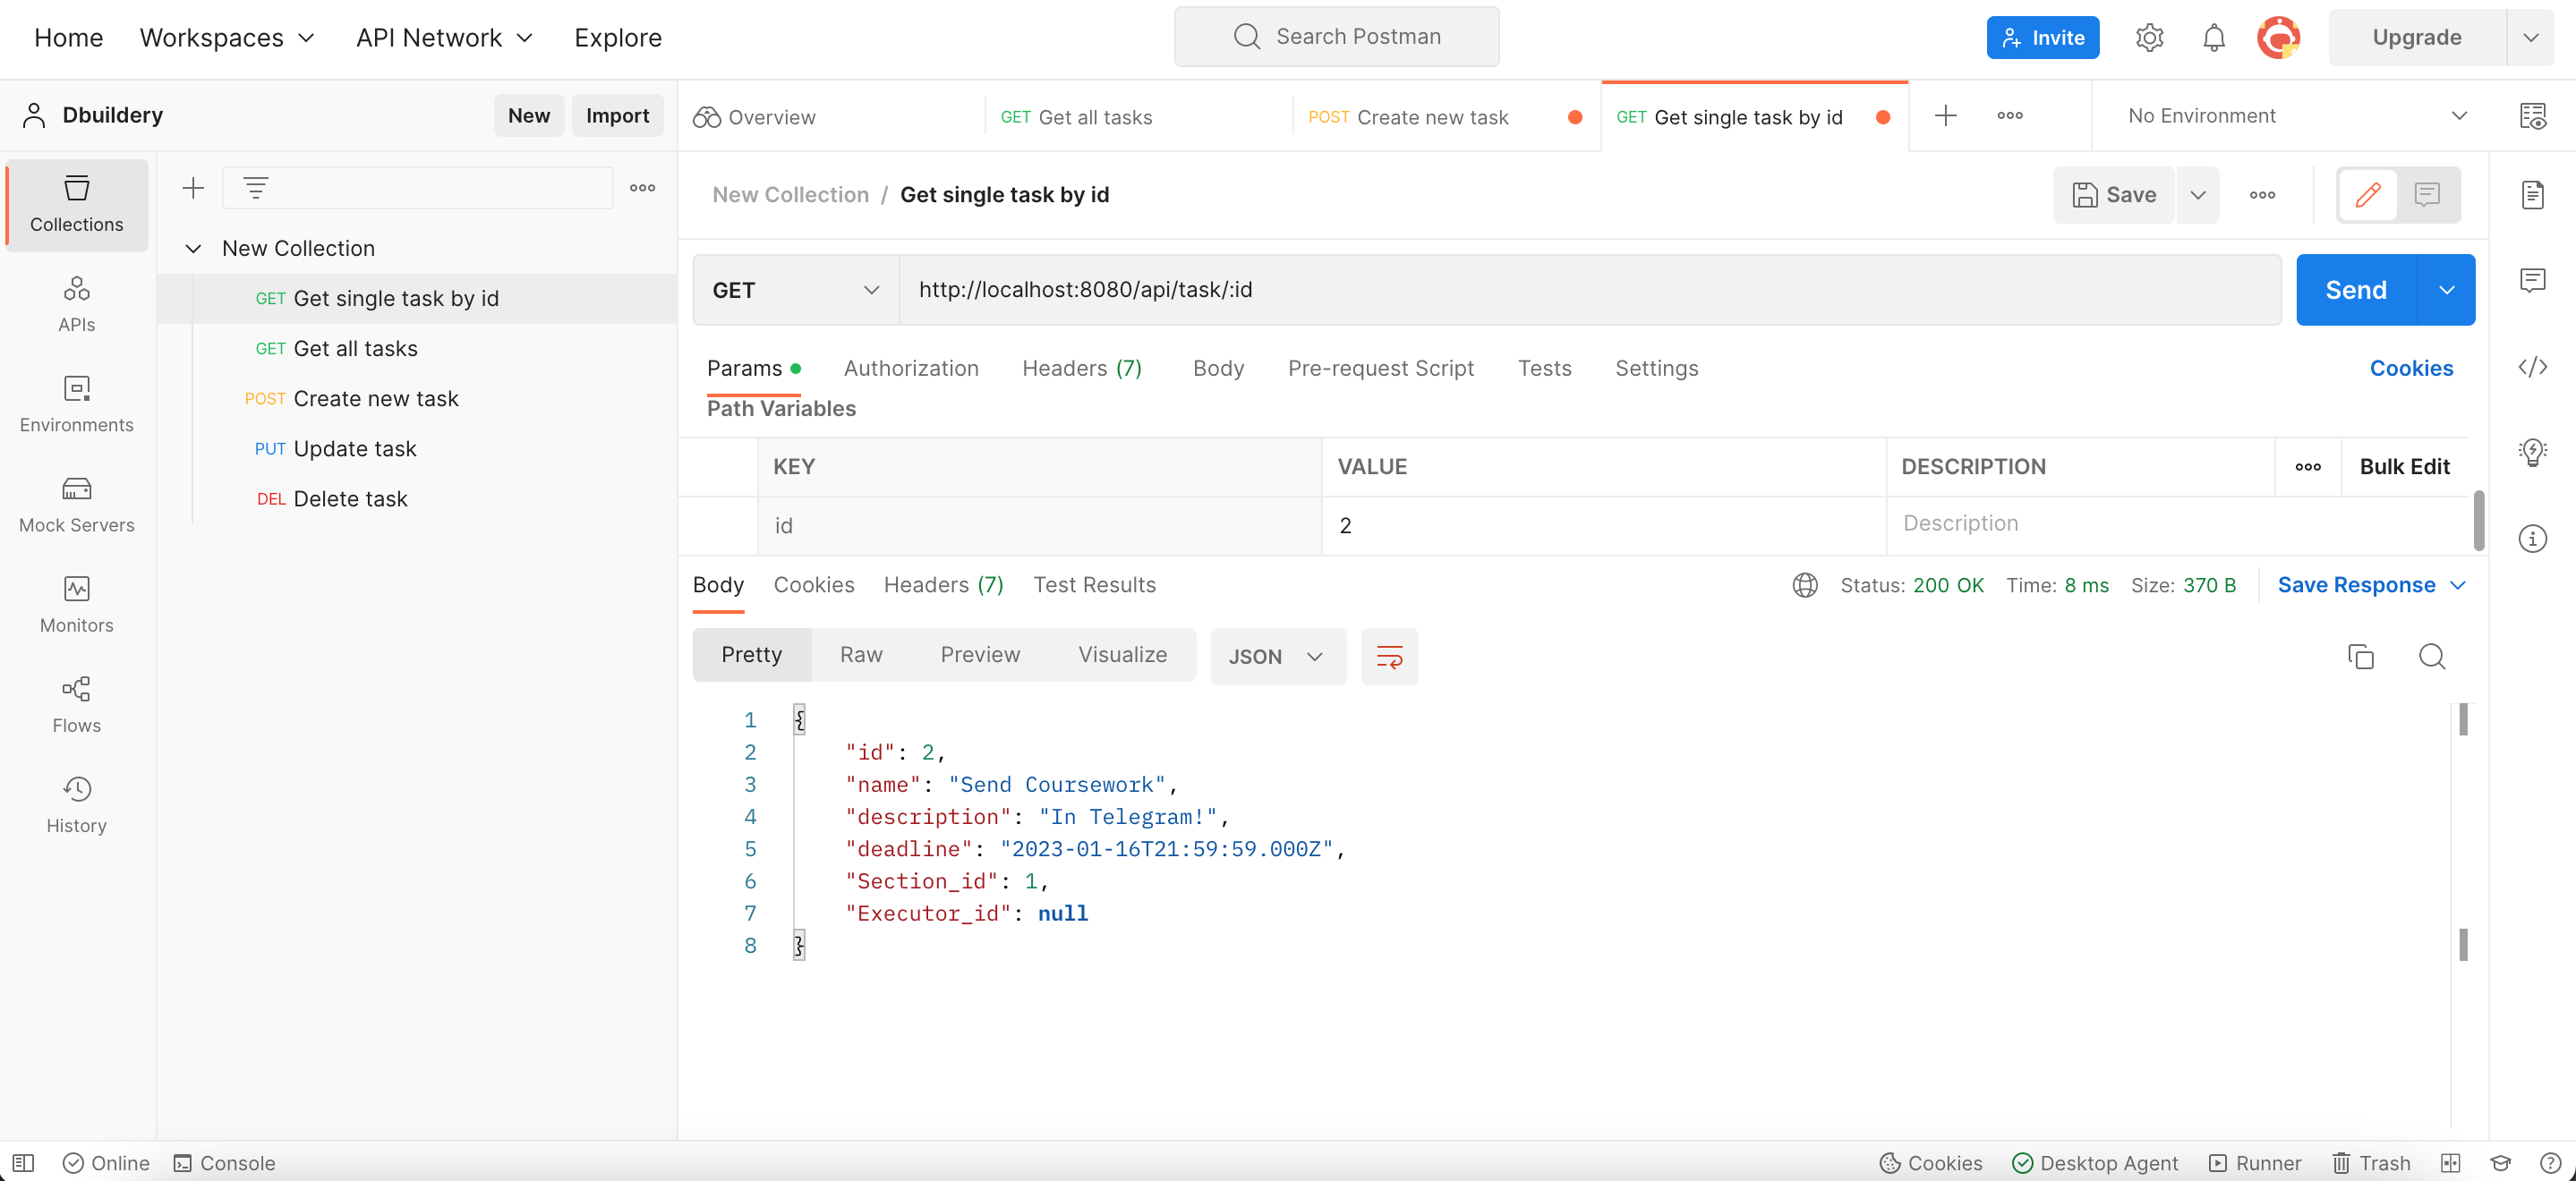 Home Workspaces API Network Explore Search Postman Invite Upgrade
Dbuildery New Import
Overview GET Get all tasks POST Create new task GET Get single task by id No Environment
Collections
APIs
Environments
Mock Servers
Monitors
Flows
History
New Collection
GET Get single task by id
GET Get all tasks
POST Create new task
PUT Update task
DEL Delete task
New Collection / Get single task by id Save
GET http://localhost:8080/api/task/:id Send
Params Authorization Headers (7) Body Pre-request Script Tests Settings Cookies
Path Variables
KEY VALUE DESCRIPTION Bulk Edit
id 2 Description
Body Cookies Headers (7) Test Results Status: 200 OK Time: 8 ms Size: 370 B Save Response
Pretty Raw Preview Visualize JSON
1 {
2 "id": 2,
3 "name": "Send Coursework",
4 "description": "In Telegram!",
5 "deadline": "2023-01-16T21:59:59.000Z",
6 "Section_id": 1,
7 "Executor_id": null
8 }
Online Console Cookies Desktop Agent Runner Trash